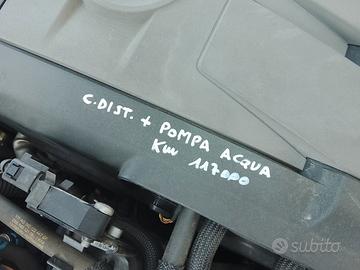 C.DIST. + POMPA ACQUA
KM 117000
subito